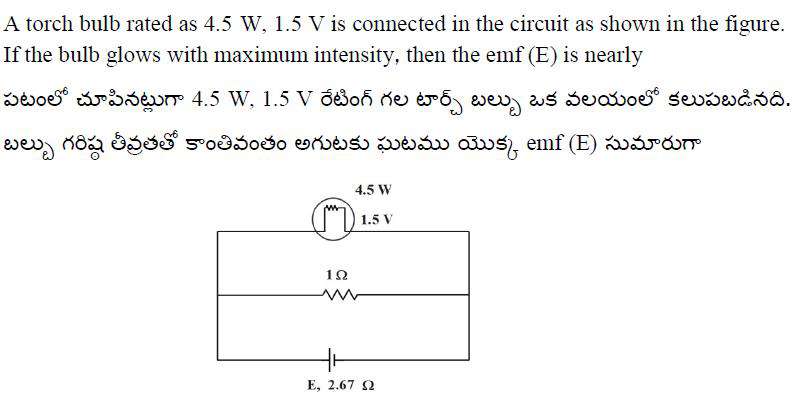 A torch bulb rated as 4.5 W, 1.5 V is connected in the circuit as shown in the figure.
If the bulb glows with maximum intensity, then the emf (E) is nearly
పటంలో చూపినట్లుగా 4.5 W, 1.5 V రేటింగ్ గల టార్చ్ బల్బు ఒక వలయంలో కలుపబడినది.
బల్బు గరిష్ఠ తీవ్రతతో కాంతివంతం అగుటకు ఘటము యొక్క emf (E) సుమారుగా
4.5 W
1.5 V
1 Ω
E, 2.67 Ω